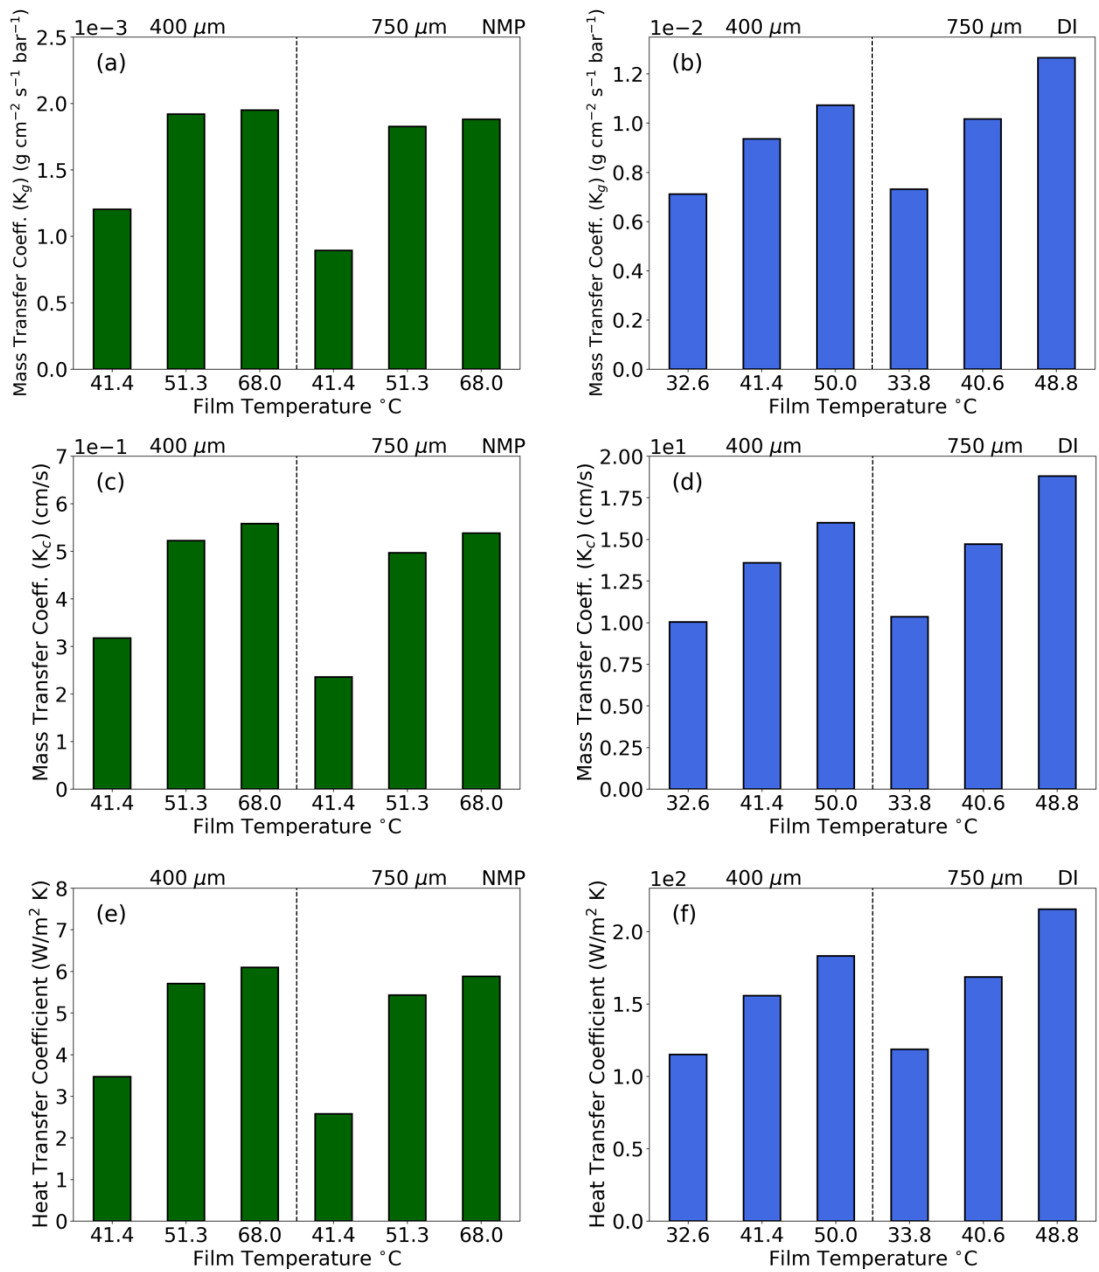 1e−3 400 μm 750 μm NMP
(a)
Mass Transfer Coeff. (Kg) (g cm−2 s−1 bar−1)
2.5
2.0
1.5
1.0
0.5
0.0
41.4 51.3 68.0 41.4 51.3 68.0
Film Temperature °C
1e−2 400 μm 750 μm DI
(b)
Mass Transfer Coeff. (Kg) (g cm−2 s−1 bar−1)
1.2
1.0
0.8
0.6
0.4
0.2
0.0
32.6 41.4 50.0 33.8 40.6 48.8
Film Temperature °C
1e−1 400 μm 750 μm NMP
(c)
Mass Transfer Coeff. (Kc) (cm/s)
7
6
5
4
3
2
1
0
41.4 51.3 68.0 41.4 51.3 68.0
Film Temperature °C
1e1 400 μm 750 μm DI
(d)
Mass Transfer Coeff. (Kc) (cm/s)
2.00
1.75
1.50
1.25
1.00
0.75
0.50
0.25
0.00
32.6 41.4 50.0 33.8 40.6 48.8
Film Temperature °C
400 μm 750 μm NMP
(e)
Heat Transfer Coefficient (W/m2 K)
8
7
6
5
4
3
2
1
0
41.4 51.3 68.0 41.4 51.3 68.0
Film Temperature °C
1e2 400 μm 750 μm DI
(f)
Heat Transfer Coefficient (W/m2 K)
2.0
1.5
1.0
0.5
0.0
32.6 41.4 50.0 33.8 40.6 48.8
Film Temperature °C